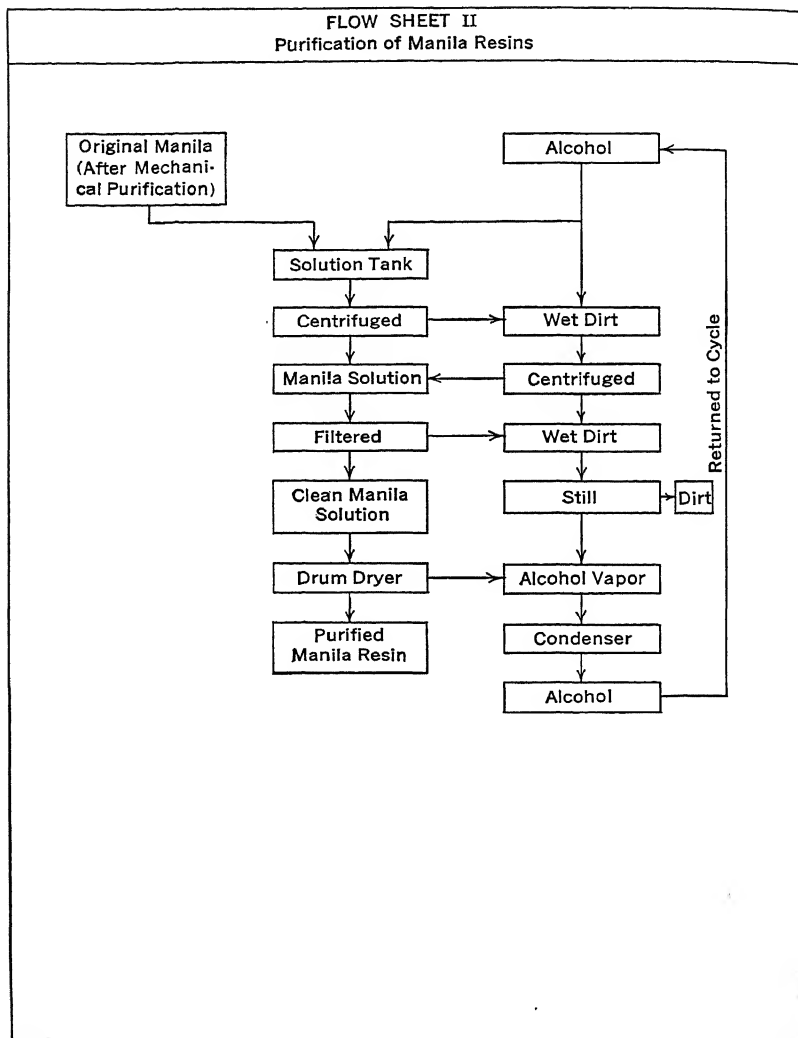 FLOW SHEET II
Purification of Manila Resins
Original Manila
(After Mechani-
cal Purification)
Alcohol
Solution Tank
Centrifuged
Wet Dirt
Manila Solution
Centrifuged
Filtered
Wet Dirt
Clean Manila
Solution
Still
Dirt
Drum Dryer
Alcohol Vapor
Purified
Manila Resin
Condenser
Alcohol
Returned to Cycle